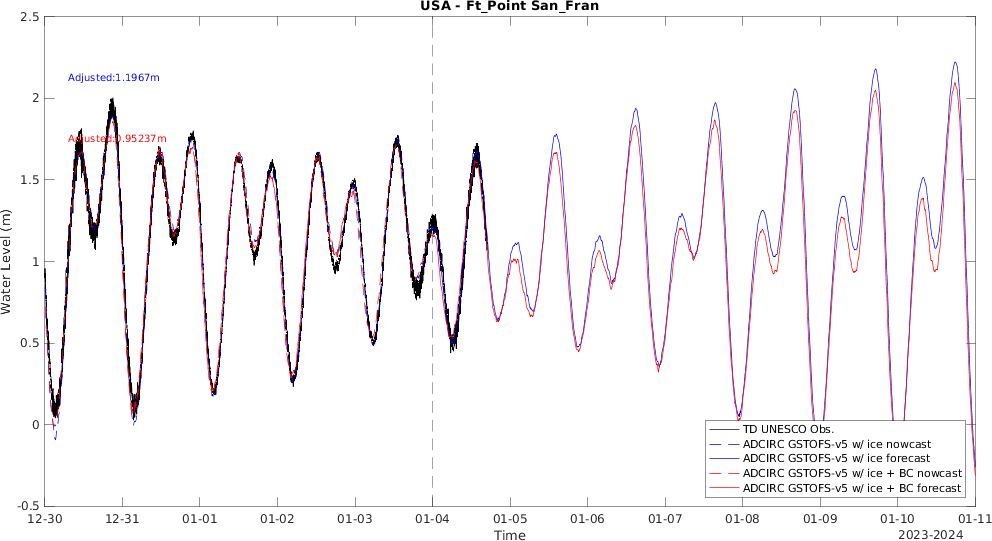 USA - Ft_Point San_Fran
2.5
2
1.5
1
0.5
0
-0.5
Water Level (m)
Adjusted:1.1967m
Adjusted:0.95237m
TD UNESCO Obs.
ADCIRC GSTOFS-v5 w/ ice nowcast
ADCIRC GSTOFS-v5 w/ ice forecast
ADCIRC GSTOFS-v5 w/ ice + BC nowcast
ADCIRC GSTOFS-v5 w/ ice + BC forecast
12-30 12-31 01-01 01-02 01-03 01-04 01-05 01-06 01-07 01-08 01-09 01-10 01-11
Time
2023-2024